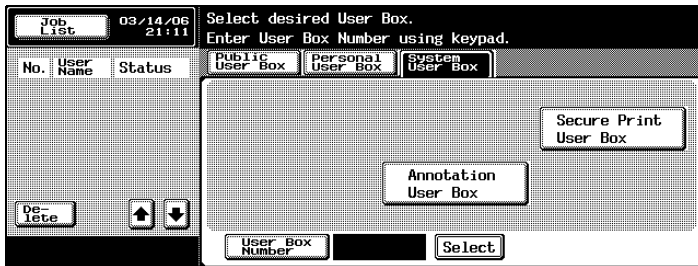 Job
List
03/14/06
21:11
Select desired User Box.
Enter User Box Number using keypad.
No.
User
Name
Status
Public
User Box
Personal
User Box
System
User Box
Secure Print
User Box
Annotation
User Box
De-
lete
User Box
Number
Select